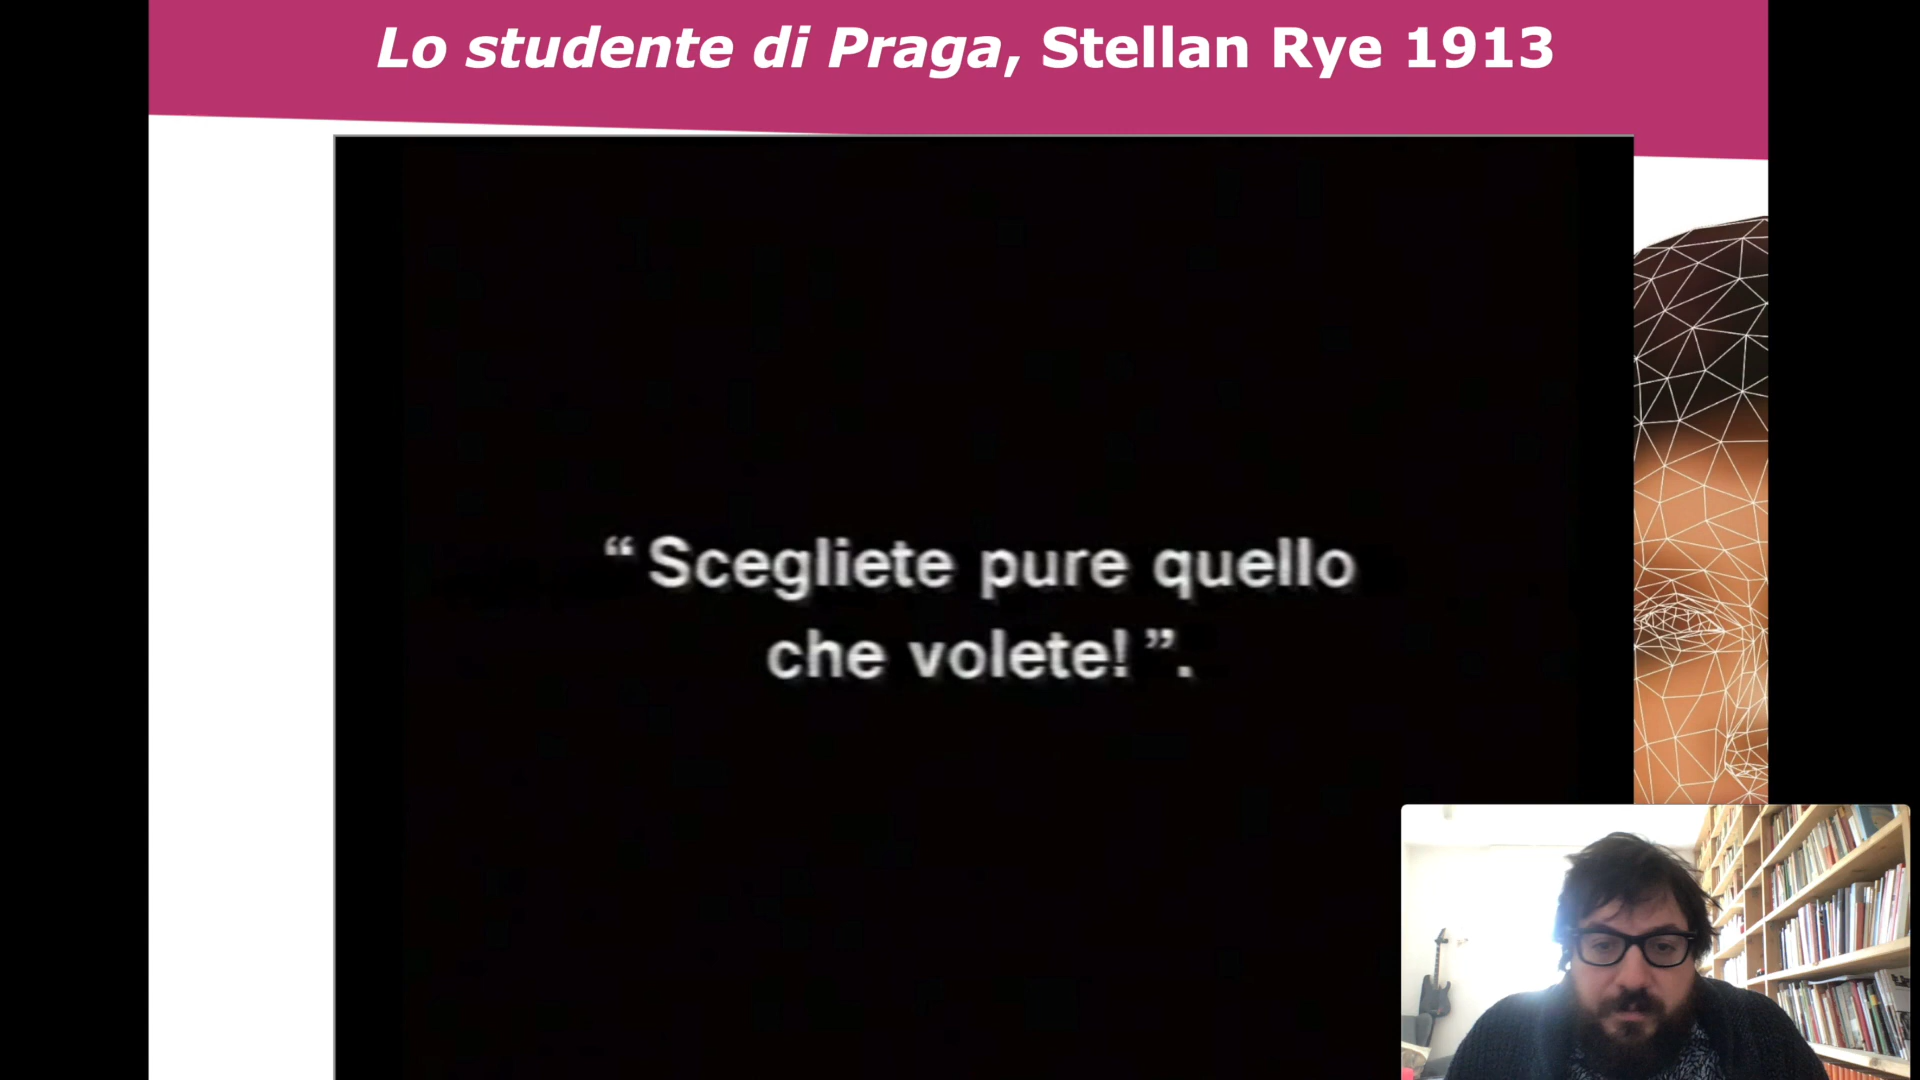 Lo studente di Praga, Stellan Rye 1913
“Scegliete pure quello
che volete!”.